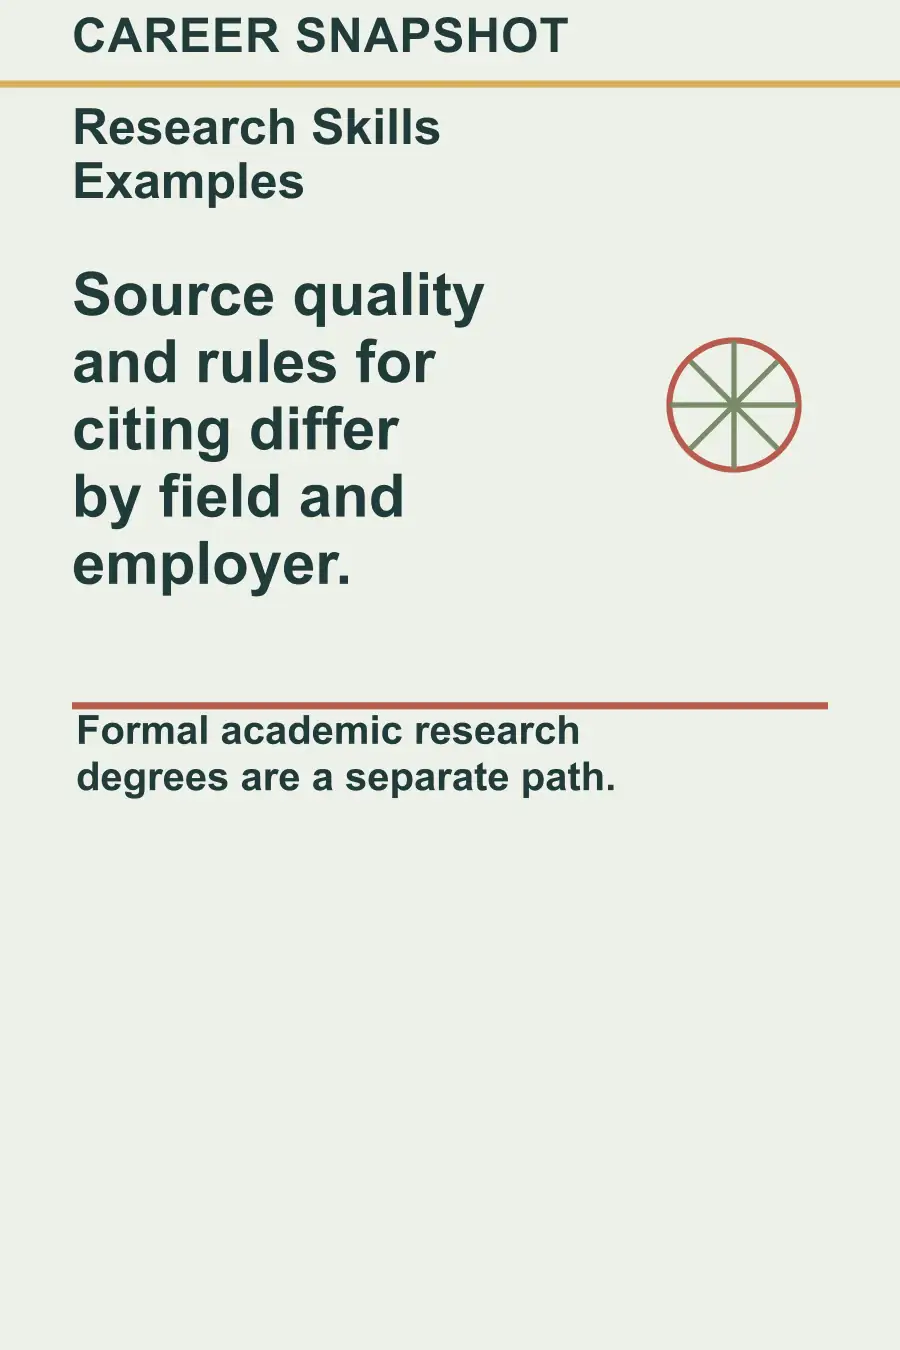 CAREER SNAPSHOT
Research Skills
Examples
Source quality
and rules for
citing differ
by field and
employer.
Formal academic research
degrees are a separate path.